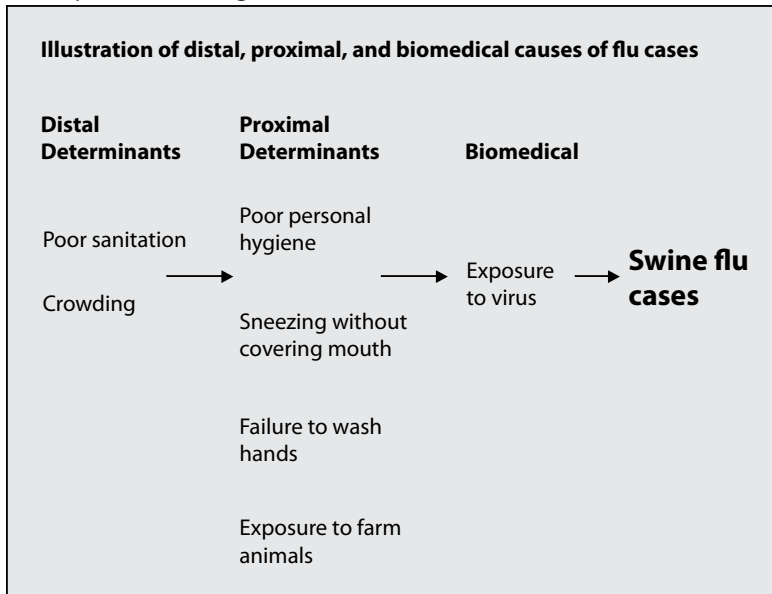 Illustration of distal, proximal, and biomedical causes of flu cases
Distal
Determinants
Proximal
Determinants
Biomedical
Poor sanitation
Crowding
Poor personal
hygiene
Sneezing without
covering mouth
Failure to wash
hands
Exposure to farm
animals
Exposure
to virus
Swine flu
cases